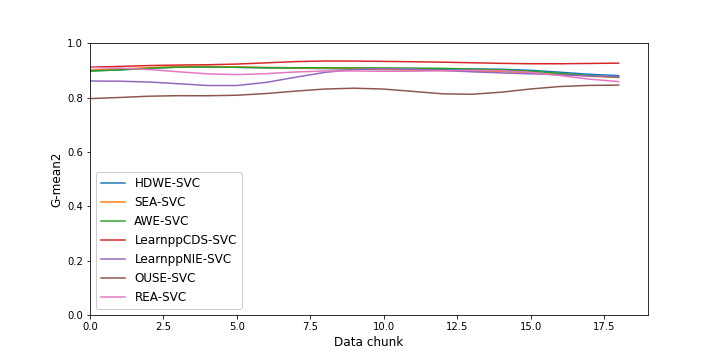 1.0
0.8
0.6
0.4
0.2
0.0
G-mean2
HDWE-SVC
SEA-SVC
AWE-SVC
LearnppCDS-SVC
LearnppNIE-SVC
OUSE-SVC
REA-SVC
0.0 2.5 5.0 7.5 10.0 12.5 15.0 17.5
Data chunk